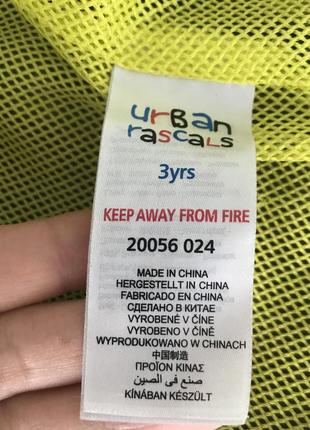 urBan
rascals
3yrs
KEEP AWAY FROM FIRE
20056 024
MADE IN CHINA
HERGESTELLT IN CHINA
FABRICADO EN CHINA
СДЕЛАНО В КИТАЕ
VYROBENÉ V ČÍNE
VYROBENO V ČÍNE
WYPRODUKOWANO W CHINACH
中国制造
ΠΡΟΪΟΝ ΚΙΝΑΣ
صنع في الصين
KÍNÁBAN KÉSZÜLT